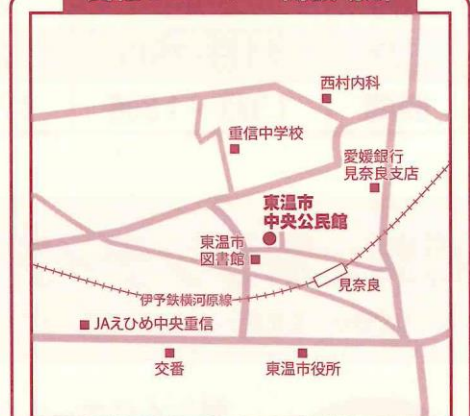 西村内科
重信中学校
愛媛銀行
見奈良支店
東温市
中央公民館
東温市
図書館
見奈良
伊予鉄横河原線
JAえひめ中央重信
交番
東温市役所